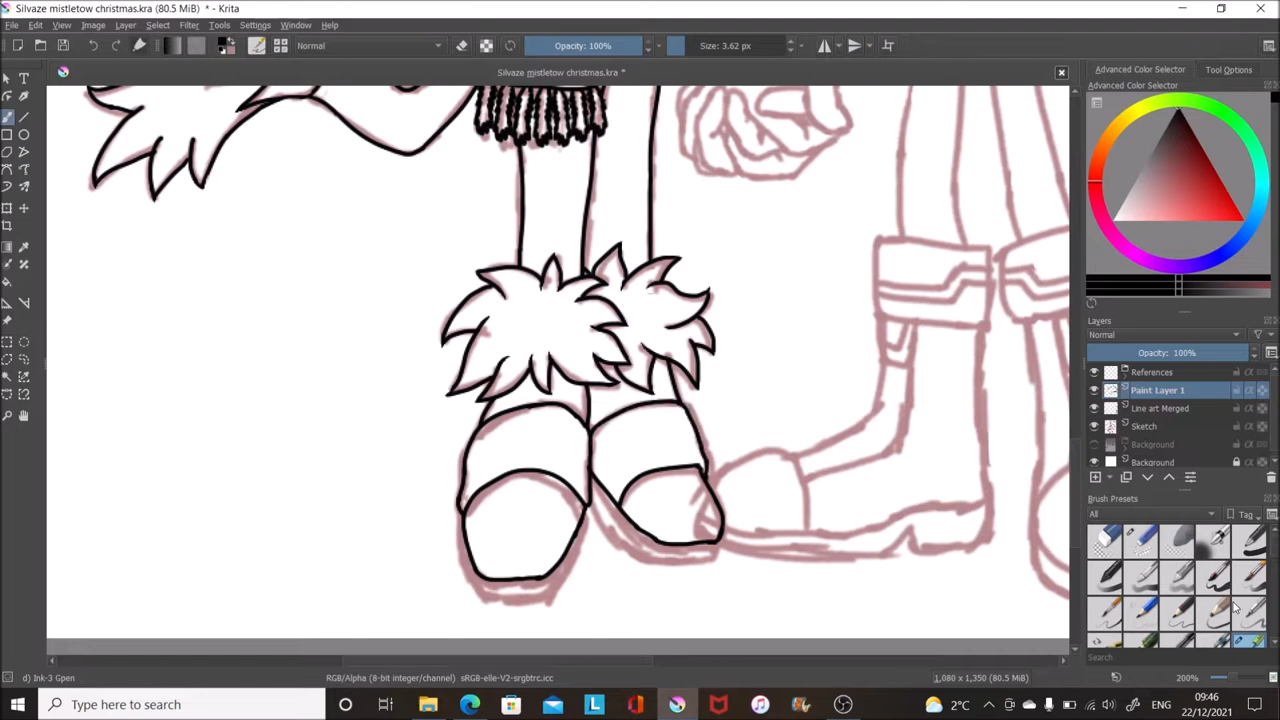 Silvaze mistletow christmas.kra (80.5 MiB) * - Krita
File Edit View Image Layer Select Filter Tools Settings Window Help
Normal Opacity: 100% Size: 3.62 px
Silvaze mistletow christmas.kra *
Advanced Color Selector Tool Options
Advanced Color Selector
Layers
Normal
Opacity: 100%
References
Paint Layer 1
Line art Merged
Sketch
Background
Background
Brush Presets
All Tag
Search
d) Ink-3 Gpen RGB/Alpha (8-bit integer/channel) sRGB-elle-V2-srgbtrc.icc 1,080 x 1,350 (80.5 MiB) 200%
Type here to search 2°C ENG 09:46
22/12/2021